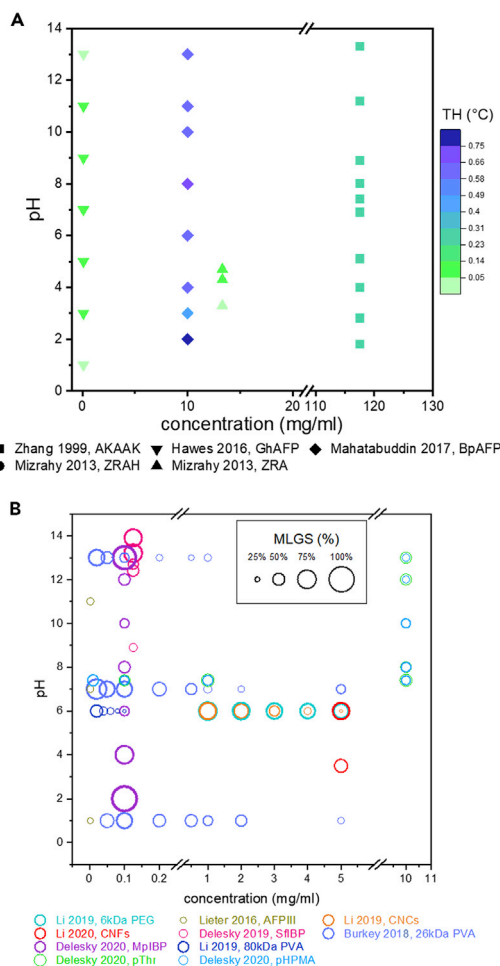 A
TH (°C)
14
12
10
8
6
4
2
0
pH
0.75
0.66
0.58
0.49
0.4
0.31
0.23
0.14
0.05
0 10 20 110 120 130
concentration (mg/ml)
Zhang 1999, AKAAK Hawes 2016, GhAFP Mahatabuddin 2017, BpAFP
Mizrahy 2013, ZRAH Mizrahy 2013, ZRA
B
MLGS (%)
25% 50% 75% 100%
14
12
10
8
6
4
2
0
pH
0 0.1 0.2 1 2 3 4 5 10 11
concentration (mg/ml)
Li 2019, 6kDa PEG Lieter 2016, AFPIII Li 2019, CNCs
Li 2020, CNFs Delesky 2019, SfIBP Burkey 2018, 26kDa PVA
Delesky 2020, MpIBP Li 2019, 80kDa PVA
Delesky 2020, pThr Delesky 2020, pHPMA